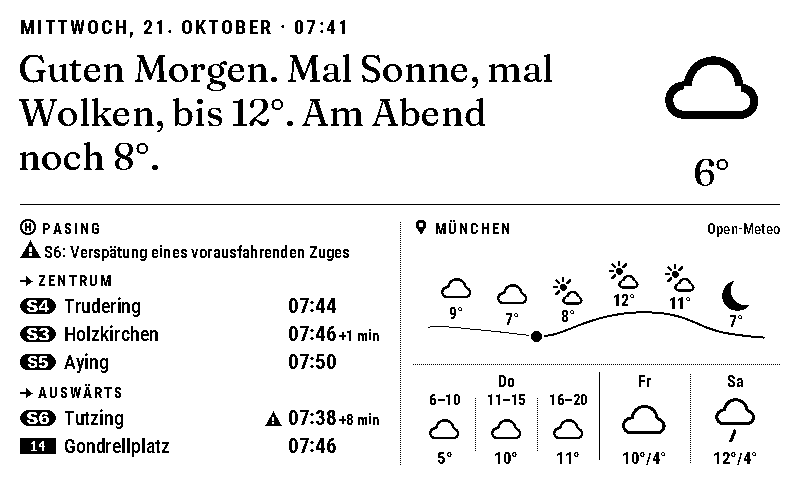 MITTWOCH, 21. OKTOBER · 07:41
Guten Morgen. Mal Sonne, mal
Wolken, bis 12°. Am Abend
noch 8°.
6°
H PASING
S6: Verspätung eines vorausfahrenden Zuges
→ ZENTRUM
S4 Trudering 07:44
S3 Holzkirchen 07:46 +1 min
S5 Aying 07:50
→ AUSWÄRTS
S6 Tutzing 07:38 +8 min
14 Gondrellplatz 07:46
MÜNCHEN Open-Meteo
9° 7° 8° 12° 11° 7°
Do Fr Sa
6–10 11–15 16–20
5° 10° 11° 10°/4° 12°/4°